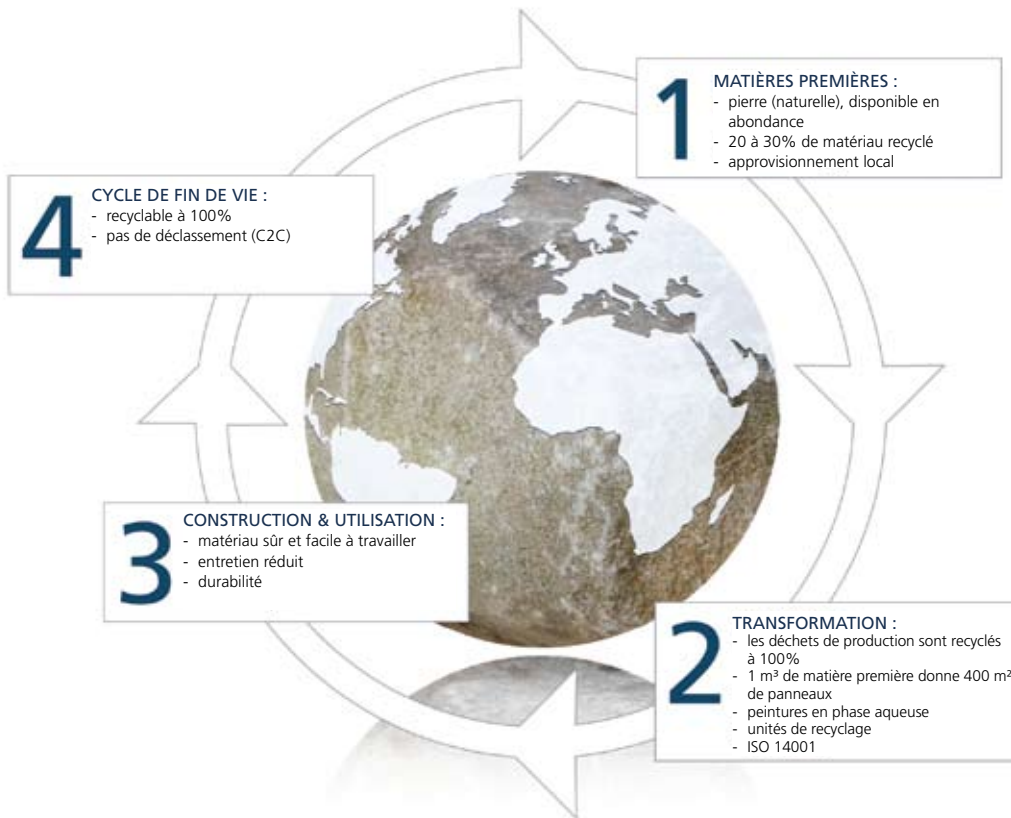 1
MATIÈRES PREMIÈRES :
- pierre (naturelle), disponible en
abondance
- 20 à 30% de matériau recyclé
- approvisionnement local
2
TRANSFORMATION :
- les déchets de production sont recyclés
à 100%
- 1 m³ de matière première donne 400 m²
de panneaux
- peintures en phase aqueuse
- unités de recyclage
- ISO 14001
3
CONSTRUCTION & UTILISATION :
- matériau sûr et facile à travailler
- entretien réduit
- durabilité
4
CYCLE DE FIN DE VIE :
- recyclable à 100%
- pas de déclassement (C2C)